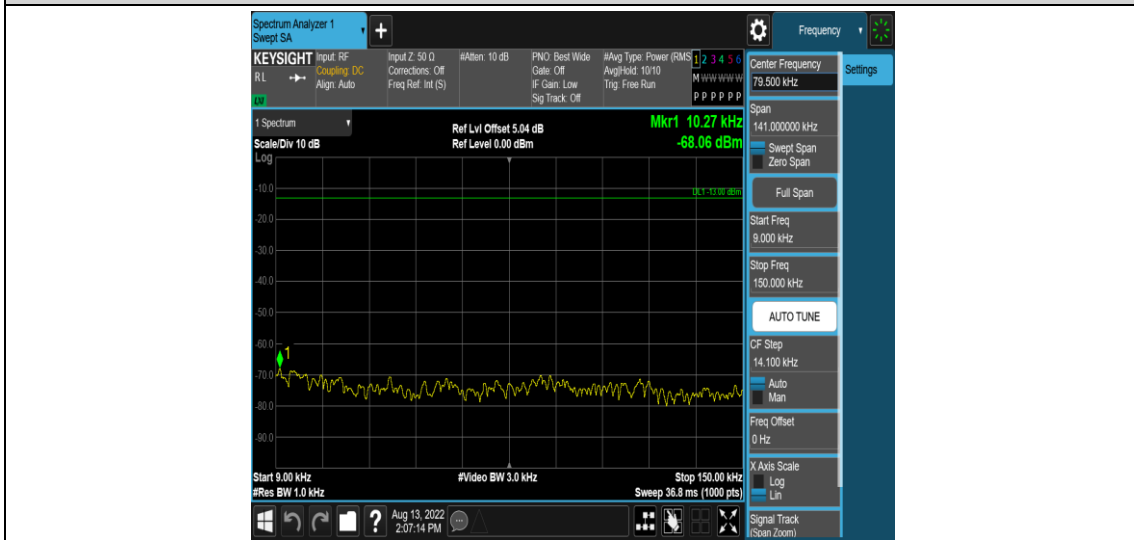 Spectrum Analyzer 1
Swept SA
+
Frequency
KEYSIGHT
RL
LXI
Input: RF
Coupling: DC
Align: Auto
Input Z: 50 Ω
Corrections: Off
Freq Ref: Int (S)
#Atten: 10 dB
PNO: Best Wide
Gate: Off
IF Gain: Low
Sig Track: Off
#Avg Type: Power (RMS
Avg|Hold: 10/10
Trig: Free Run
1 2 3 4 5 6
M W W W W W
P P P P P P
1 Spectrum
Scale/Div 10 dB
Ref Lvl Offset 5.04 dB
Ref Level 0.00 dBm
Mkr1 10.27 kHz
-68.06 dBm
Log
-10.0
DL1 -13.00 dBm
-20.0
-30.0
-40.0
-50.0
-60.0
1
-70.0
-80.0
-90.0
Start 9.00 kHz
#Video BW 3.0 kHz
Stop 150.00 kHz
#Res BW 1.0 kHz
Sweep 36.8 ms (1000 pts)
?
Aug 13, 2022
2:07:14 PM
Center Frequency
79.500 kHz
Settings
Span
141.000000 kHz
Swept Span
Zero Span
Full Span
Start Freq
9.000 kHz
Stop Freq
150.000 kHz
AUTO TUNE
CF Step
14.100 kHz
Auto
Man
Freq Offset
0 Hz
X Axis Scale
Log
Lin
Signal Track
(Span Zoom)